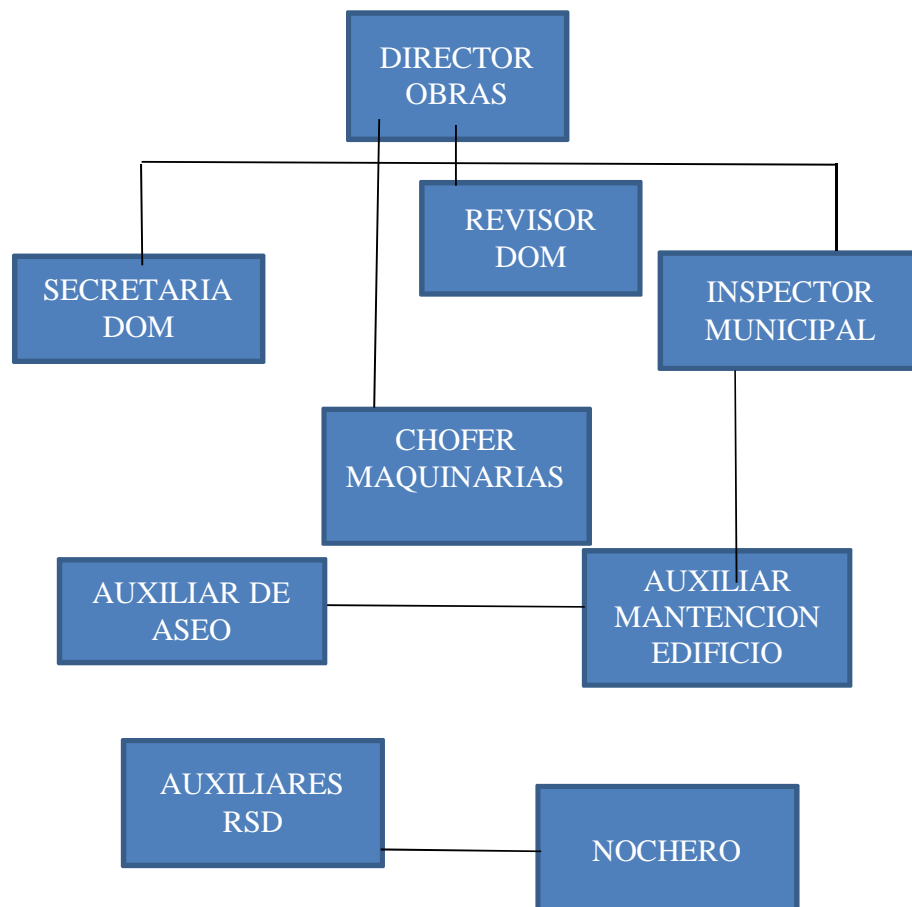 DIRECTOR
OBRAS
REVISOR
DOM
SECRETARIA
DOM
INSPECTOR
MUNICIPAL
CHOFER
MAQUINARIAS
AUXILIAR DE
ASEO
AUXILIAR
MANTENCION
EDIFICIO
AUXILIARES
RSD
NOCHERO